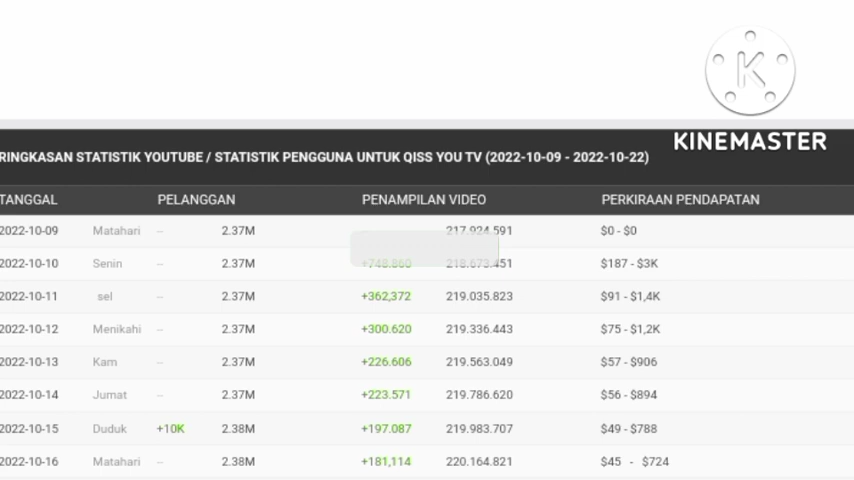 KINEMASTER
RINGKASAN STATISTIK YOUTUBE / STATISTIK PENGGUNA UNTUK QISS YOU TV (2022-10-09 - 2022-10-22)
TANGGAL PELANGGAN PENAMPILAN VIDEO PERKIRAAN PENDAPATAN
2022-10-09 Matahari -- 2.37M 217.924.591 $0 - $0
2022-10-10 Senin -- 2.37M +748.860 218.673.451 $187 - $3K
2022-10-11 sel -- 2.37M +362,372 219.035.823 $91 - $1,4K
2022-10-12 Menikahi -- 2.37M +300.620 219.336.443 $75 - $1,2K
2022-10-13 Kam -- 2.37M +226.606 219.563.049 $57 - $906
2022-10-14 Jumat -- 2.37M +223.571 219.786.620 $56 - $894
2022-10-15 Duduk +10K 2.38M +197.087 219.983.707 $49 - $788
2022-10-16 Matahari -- 2.38M +181,114 220.164.821 $45 - $724